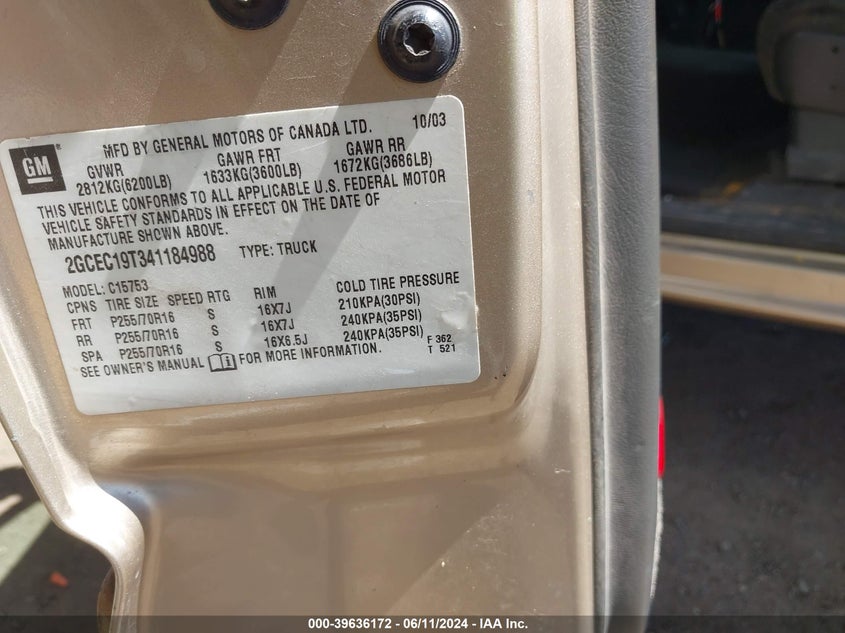 MFD BY GENERAL MOTORS OF CANADA LTD. 10/03
GM
GVWR GAWR FRT GAWR RR
2812KG(6200LB) 1633KG(3600LB) 1672KG(3686LB)
THIS VEHICLE CONFORMS TO ALL APPLICABLE U.S. FEDERAL MOTOR
VEHICLE SAFETY STANDARDS IN EFFECT ON THE DATE OF
MANUFACTURE SHOWN ABOVE.
2GCEC19T341184988 TYPE: TRUCK
MODEL: C15753
CPNS TIRE SIZE SPEED RTG RIM COLD TIRE PRESSURE
FRT P255/70R16 S 16X7J 210KPA(30PSI)
RR P255/70R16 S 16X7J 240KPA(35PSI)
SPA P255/70R16 S 16X6.5J 240KPA(35PSI)
SEE OWNER'S MANUAL FOR MORE INFORMATION.
F 362
T 521
000-39636172 - 06/11/2024 - IAA Inc.